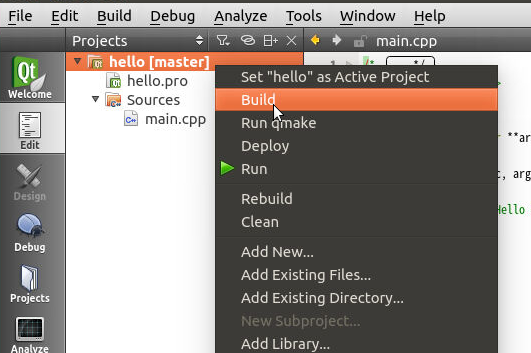 File Edit Build Debug Analyze Tools Window Help
Projects
main.cpp
Qt
Welcome
Edit
Design
Debug
Projects
Analyze
hello [master]
hello.pro
Sources
main.cpp
1
Set "hello" as Active Project
Build
Run qmake
Deploy
Run
Rebuild
Clean
Add New...
Add Existing Files...
Add Existing Directory...
New Subproject...
Add Library...
**ar
, arg
Hello